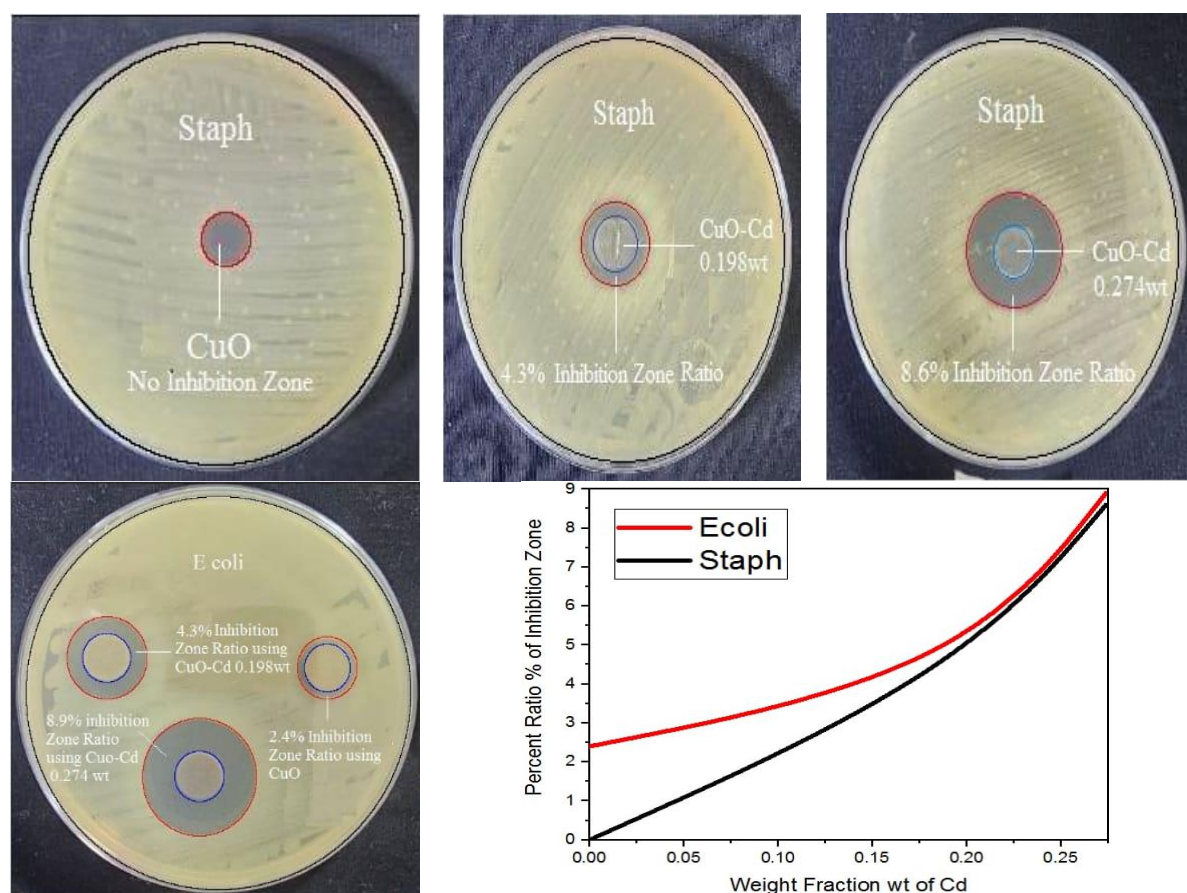 Staph
CuO
No Inhibition Zone
Staph
CuO-Cd
0.198wt
4.3% Inhibition Zone Ratio
Staph
CuO-Cd
0.274wt
8.6% Inhibition Zone Ratio
E coli
4.3% Inhibition
Zone Ratio using
CuO-Cd 0.198wt
8.9% inhibition
Zone Ratio
using Cuo-Cd
0.274 wt
2.4% Inhibition
Zone Ratio using
CuO
Percent Ratio % of Inhibition Zone
9
8
7
6
5
4
3
2
1
0
Ecoli
Staph
0.00 0.05 0.10 0.15 0.20 0.25
Weight Fraction wt of Cd